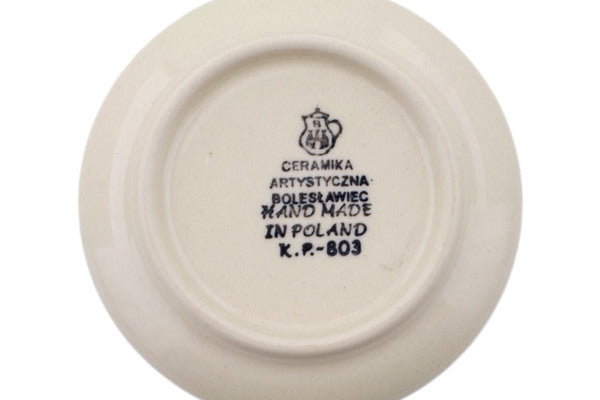 CERAMIKA
ARTYSTYCZNA
BOLESŁAWIEC
HAND MADE
IN POLAND
K.P.-803